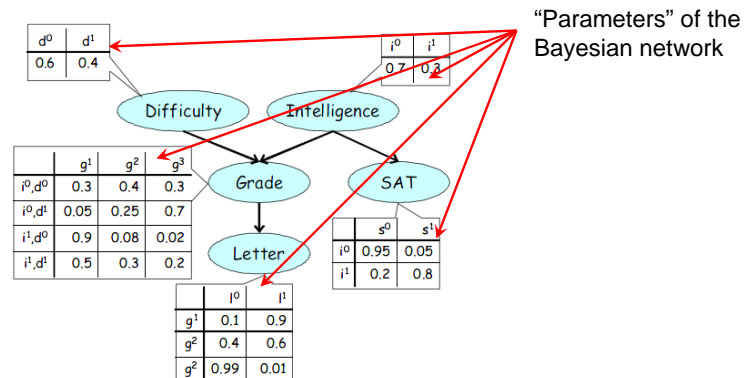 “Parameters” of the
Bayesian network
d⁰ d¹
0.6 0.4
i⁰ i¹
0.7 0.3
Difficulty
Intelligence
g¹ g² g³
i⁰,d⁰ 0.3 0.4 0.3
i⁰,d¹ 0.05 0.25 0.7
i¹,d⁰ 0.9 0.08 0.02
i¹,d¹ 0.5 0.3 0.2
Grade
SAT
s⁰ s¹
i⁰ 0.95 0.05
i¹ 0.2 0.8
Letter
l⁰ l¹
g¹ 0.1 0.9
g² 0.4 0.6
g² 0.99 0.01